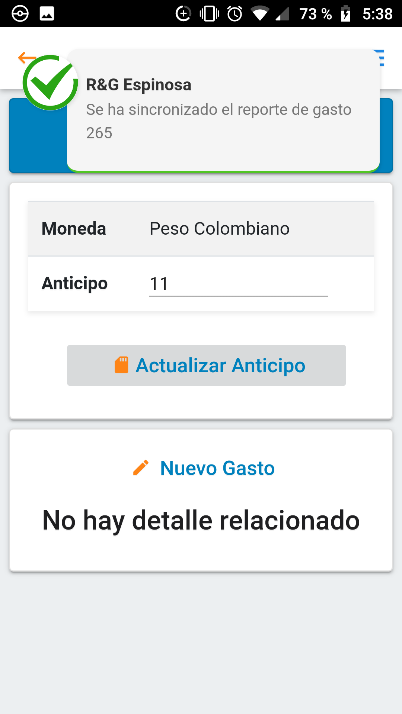 73 % 5:38
R&G Espinosa
Se ha sincronizado el reporte de gasto
265
Moneda Peso Colombiano
Anticipo 11
Actualizar Anticipo
Nuevo Gasto
No hay detalle relacionado